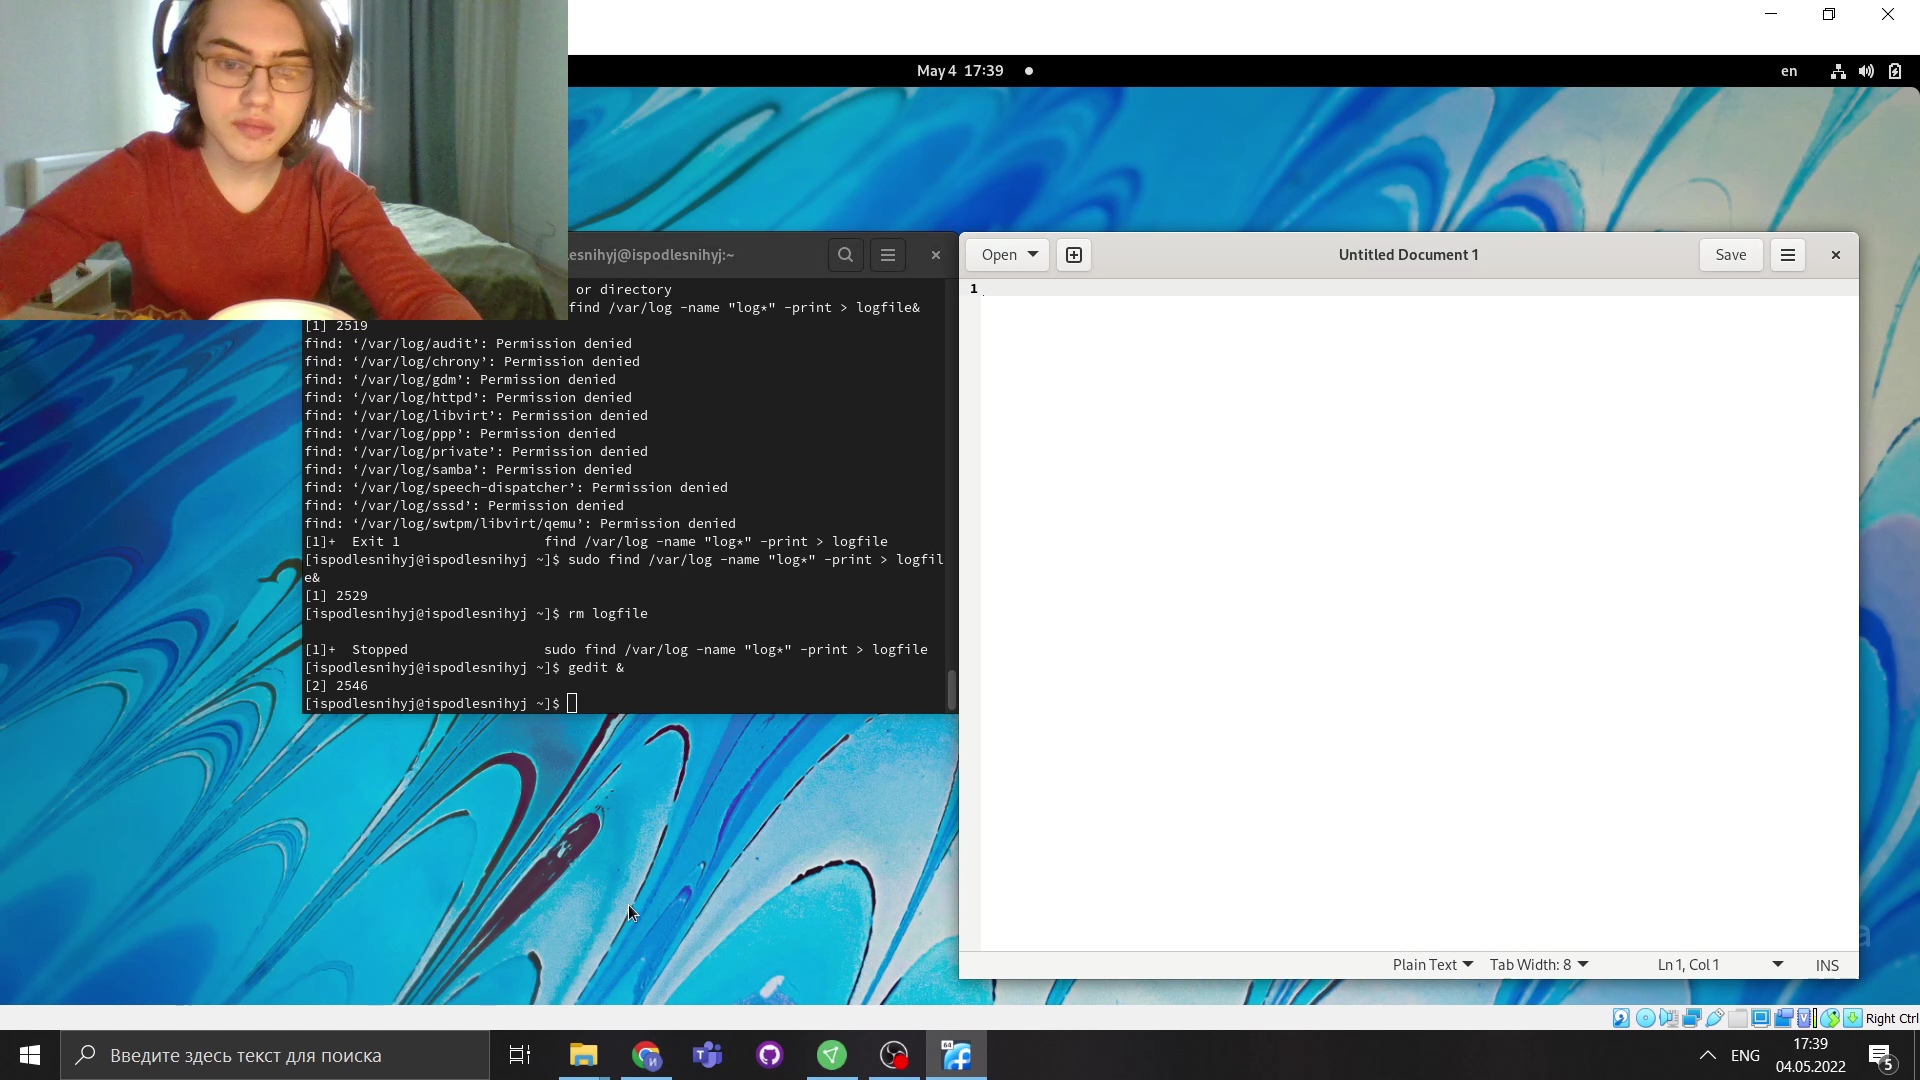 May 4 17:39
en
lesnihyj@ispodlesnihyj:~
or directory
find /var/log -name "log*" -print > logfile&
[1] 2519
find: ‘/var/log/audit’: Permission denied
find: ‘/var/log/chrony’: Permission denied
find: ‘/var/log/gdm’: Permission denied
find: ‘/var/log/httpd’: Permission denied
find: ‘/var/log/libvirt’: Permission denied
find: ‘/var/log/ppp’: Permission denied
find: ‘/var/log/private’: Permission denied
find: ‘/var/log/samba’: Permission denied
find: ‘/var/log/speech-dispatcher’: Permission denied
find: ‘/var/log/sssd’: Permission denied
find: ‘/var/log/swtpm/libvirt/qemu’: Permission denied
[1]+  Exit 1                  find /var/log -name "log*" -print > logfile
[ispodlesnihyj@ispodlesnihyj ~]$ sudo find /var/log -name "log*" -print > logfil
e&
[1] 2529
[ispodlesnihyj@ispodlesnihyj ~]$ rm logfile
[1]+  Stopped                 sudo find /var/log -name "log*" -print > logfile
[ispodlesnihyj@ispodlesnihyj ~]$ gedit &
[2] 2546
[ispodlesnihyj@ispodlesnihyj ~]$
Open
Untitled Document 1
Save
1
Plain Text
Tab Width: 8
Ln 1, Col 1
INS
Right Ctrl
Введите здесь текст для поиска
64
ENG
17:39
04.05.2022
5